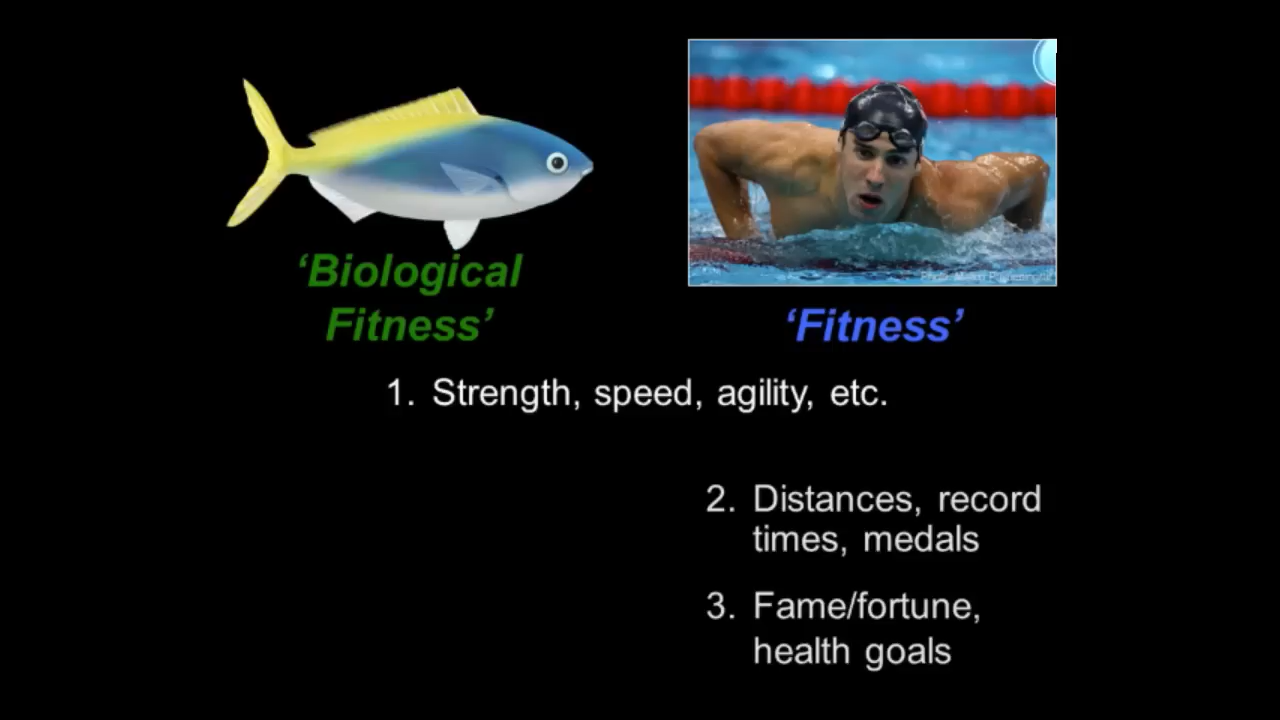 ‘Biological
Fitness’
‘Fitness’
1. Strength, speed, agility, etc.
2. Distances, record
times, medals
3. Fame/fortune,
health goals